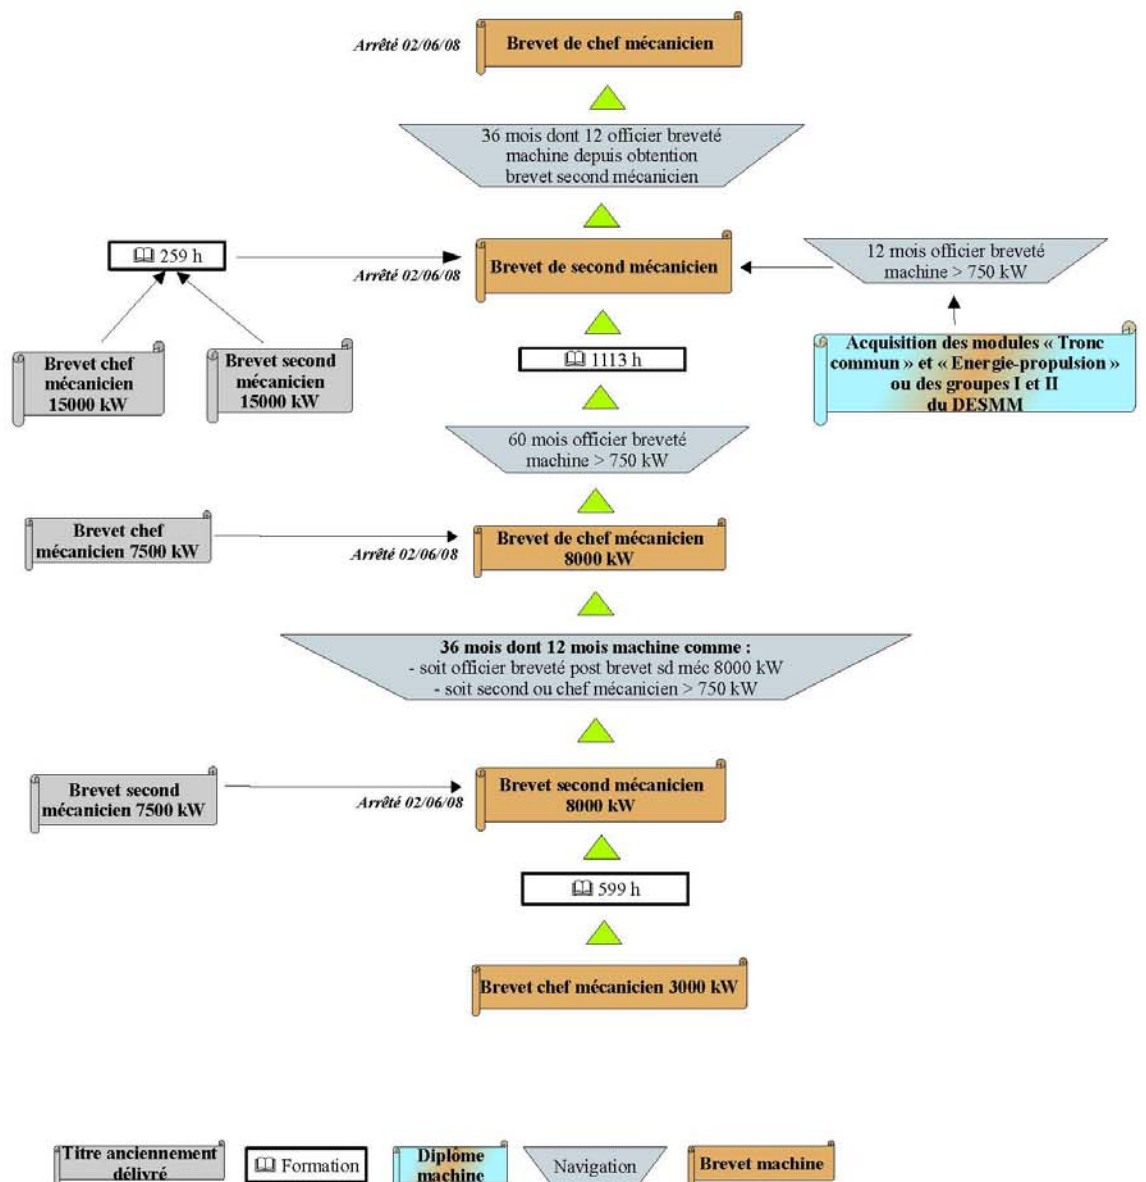 Arrêté 02/06/08
Brevet de chef mécanicien
36 mois dont 12 officier breveté
machine depuis obtention
brevet second mécanicien
259 h
Arrêté 02/06/08
Brevet de second mécanicien
12 mois officier breveté
machine > 750 kW
Brevet chef
mécanicien
15000 kW
Brevet second
mécanicien
15000 kW
1113 h
Acquisition des modules « Tronc
commun » et « Energie-propulsion »
ou des groupes I et II
du DESMM
60 mois officier breveté
machine > 750 kW
Brevet chef
mécanicien 7500 kW
Arrêté 02/06/08
Brevet de chef mécanicien
8000 kW
36 mois dont 12 mois machine comme :
- soit officier breveté post brevet sd méc 8000 kW
- soit second ou chef mécanicien > 750 kW
Brevet second
mécanicien 7500 kW
Arrêté 02/06/08
Brevet second mécanicien
8000 kW
599 h
Brevet chef mécanicien 3000 kW
Titre anciennement
délivré
Formation
Diplôme
machine
Navigation
Brevet machine